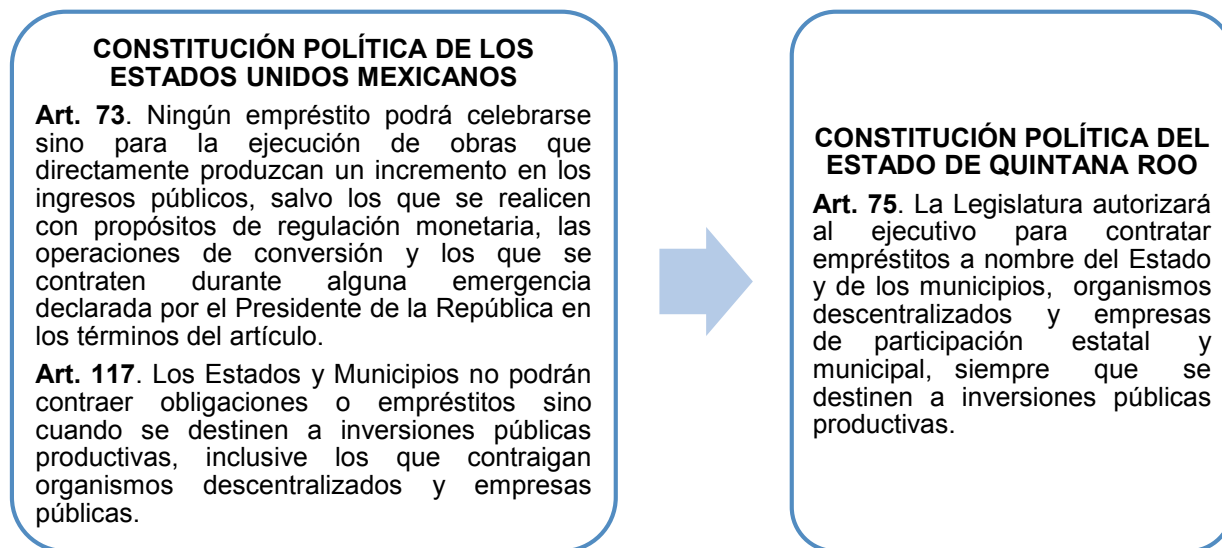 CONSTITUCIÓN POLÍTICA DE LOS
ESTADOS UNIDOS MEXICANOS
Art. 73. Ningún empréstito podrá celebrarse
sino para la ejecución de obras que
directamente produzcan un incremento en los
ingresos públicos, salvo los que se realicen
con propósitos de regulación monetaria, las
operaciones de conversión y los que se
contraten durante alguna emergencia
declarada por el Presidente de la República en
los términos del artículo.
Art. 117. Los Estados y Municipios no podrán
contraer obligaciones o empréstitos sino
cuando se destinen a inversiones públicas
productivas, inclusive los que contraigan
organismos descentralizados y empresas
públicas.
CONSTITUCIÓN POLÍTICA DEL
ESTADO DE QUINTANA ROO
Art. 75. La Legislatura autorizará
al ejecutivo para contratar
empréstitos a nombre del Estado
y de los municipios, organismos
descentralizados y empresas
de participación estatal y
municipal, siempre que se
destinen a inversiones públicas
productivas.